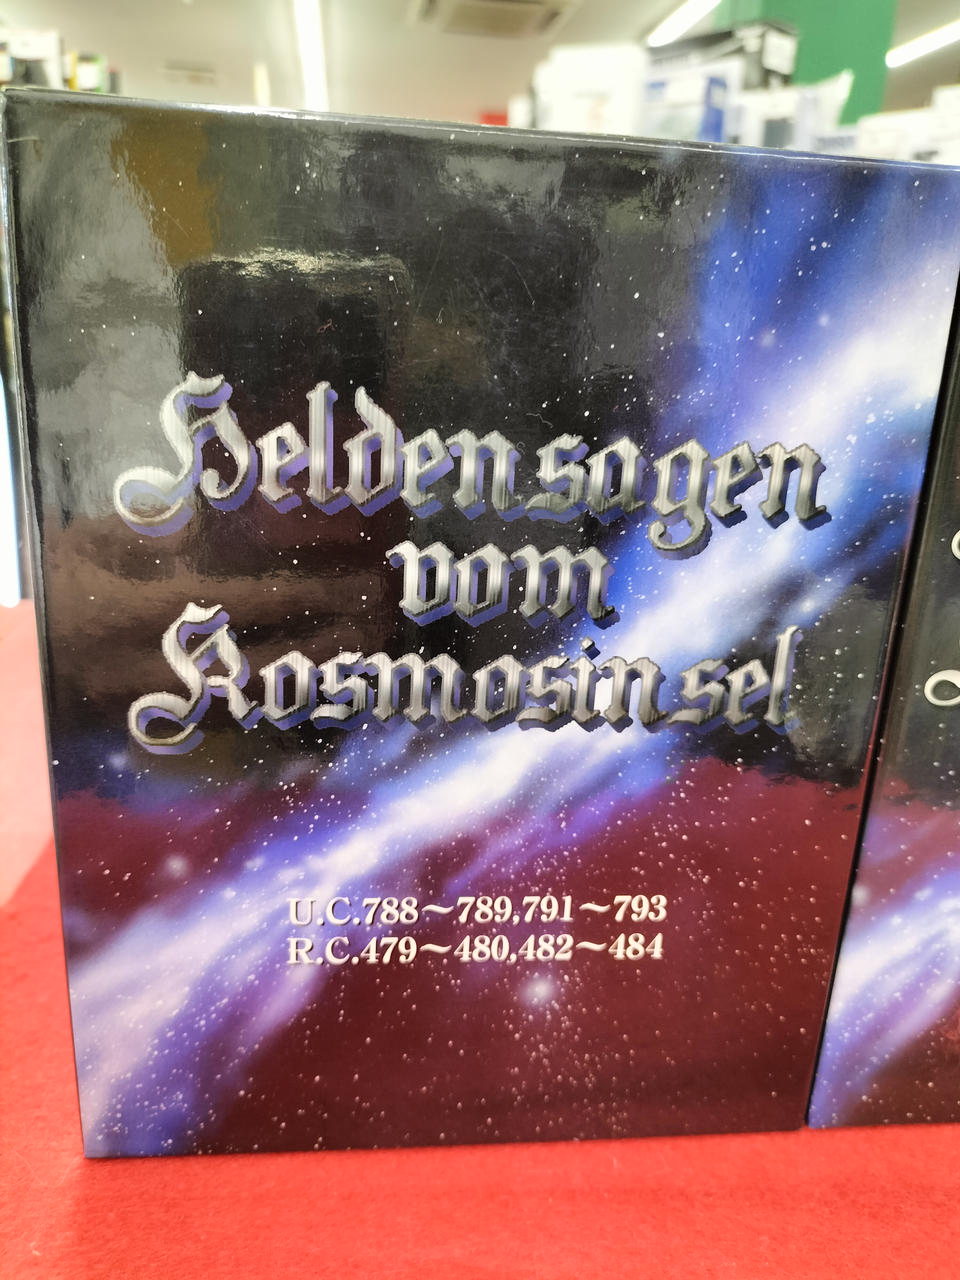 Heldensagen
vom
Kosmosinsel
U.C.788～789,791～793
R.C.479～480,482～484